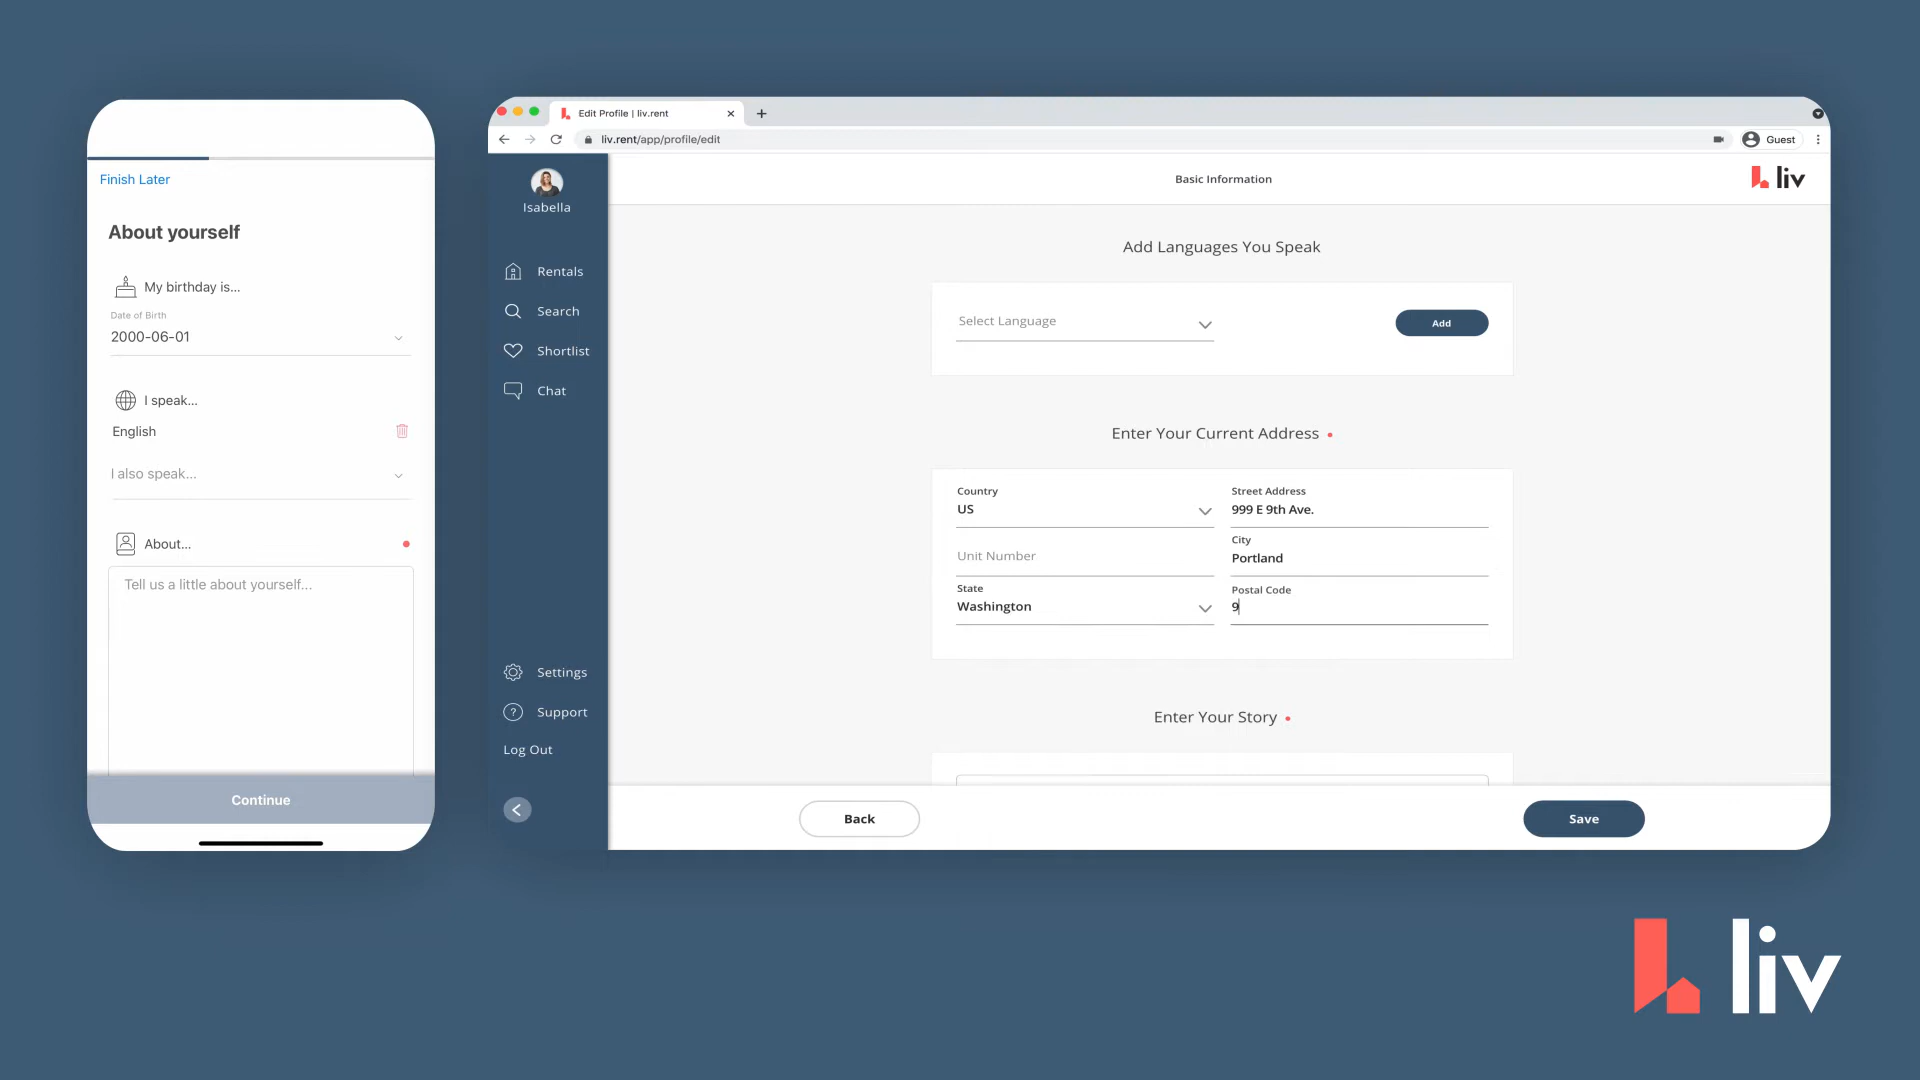 Finish Later
About yourself
My birthday is...
Date of Birth
2000-06-01
I speak...
English
I also speak...
About...
Tell us a little about yourself...
Continue
Edit Profile | liv.rent
liv.rent/app/profile/edit
Guest
Isabella
Rentals
Search
Shortlist
Chat
Settings
? Support
Log Out
Basic Information
liv
Add Languages You Speak
Select Language
Add
Enter Your Current Address
Country
US
Street Address
999 E 9th Ave.
Unit Number
City
Portland
State
Washington
Postal Code
9
Enter Your Story
Back
Save
liv